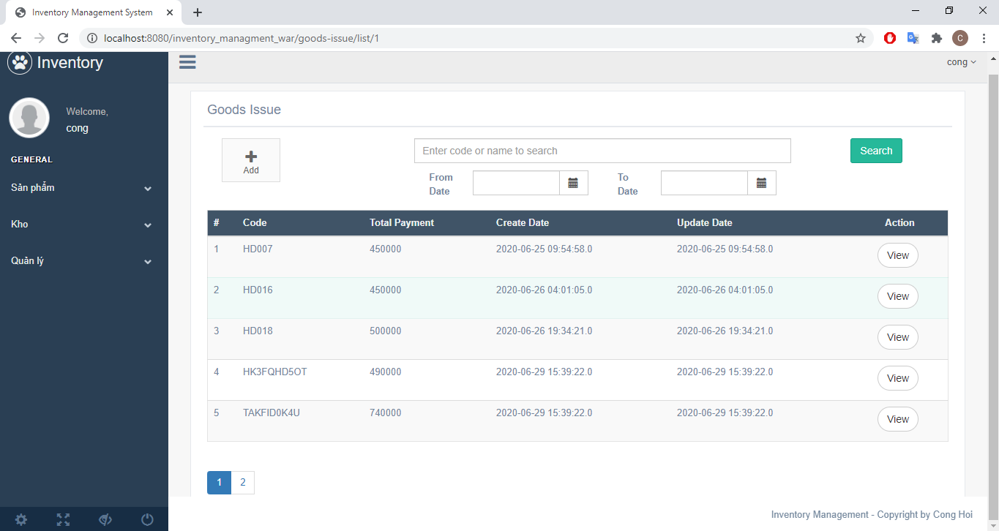 Inventory Management System
localhost:8080/inventory_managment_war/goods-issue/list/1
C
Inventory
cong
Welcome,
cong
GENERAL
Sản phẩm
Kho
Quản lý
Goods Issue
Add
Enter code or name to search
Search
From Date
To Date
# Code Total Payment Create Date Update Date Action
1 HD007 450000 2020-06-25 09:54:58.0 2020-06-25 09:54:58.0 View
2 HD016 450000 2020-06-26 04:01:05.0 2020-06-26 04:01:05.0 View
3 HD018 500000 2020-06-26 19:34:21.0 2020-06-26 19:34:21.0 View
4 HK3FQHD5OT 490000 2020-06-29 15:39:22.0 2020-06-29 15:39:22.0 View
5 TAKFID0K4U 740000 2020-06-29 15:39:22.0 2020-06-29 15:39:22.0 View
1 2
Inventory Management - Copyright by Cong Hoi